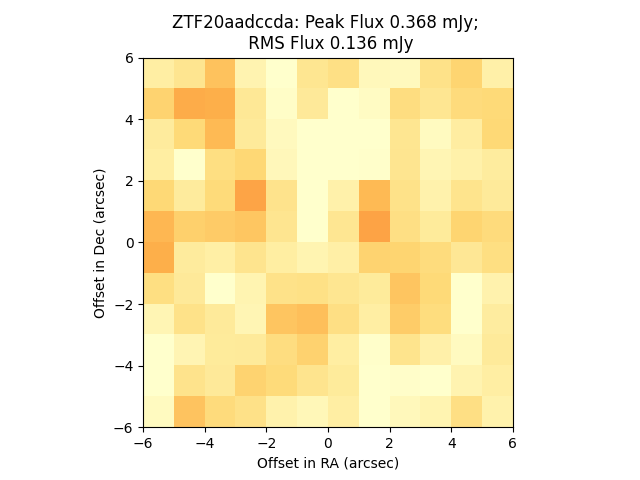 ZTF20aadccda: Peak Flux 0.368 mJy;
RMS Flux 0.136 mJy
6
4
2
0
−2
−4
−6
Offset in Dec (arcsec)
−6 −4 −2 0 2 4 6
Offset in RA (arcsec)